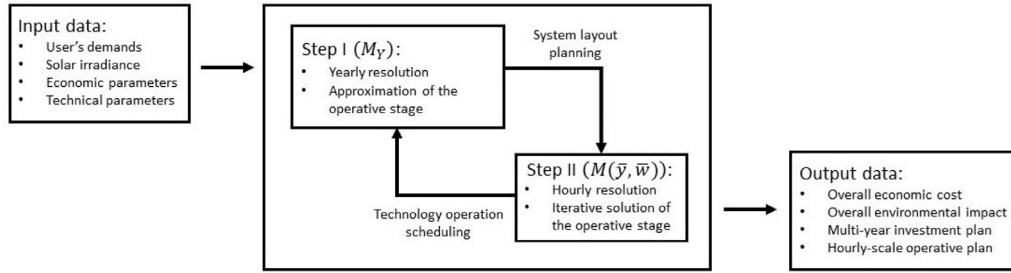 Input data:
• User's demands
• Solar irradiance
• Economic parameters
• Technical parameters
Step I (M_Y):
• Yearly resolution
• Approximation of the
operative stage
System layout
planning
Step II (M(ȳ, w̄)):
• Hourly resolution
• Iterative solution of
the operative stage
Technology operation
scheduling
Output data:
• Overall economic cost
• Overall environmental impact
• Multi-year investment plan
• Hourly-scale operative plan